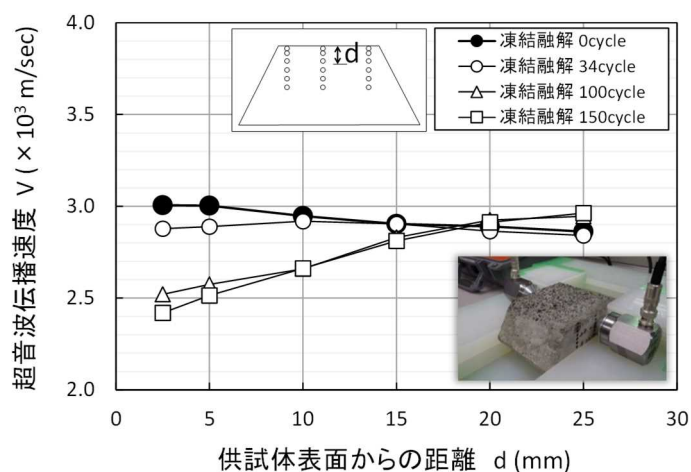 4.0
3.5
3.0
2.5
2.0
超音波伝播速度 V (×10³ m/sec)
d
凍結融解 0cycle
凍結融解 34cycle
凍結融解 100cycle
凍結融解 150cycle
0 5 10 15 20 25 30
供試体表面からの距離 d (mm)